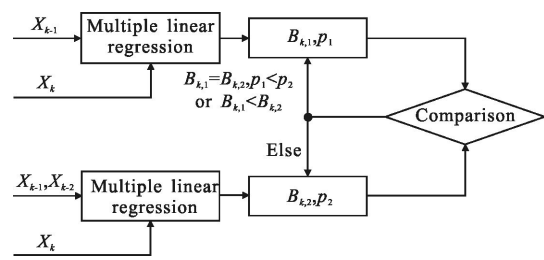 X_{k-1}
Multiple linear
regression
X_k
B_{k,1},p_1
B_{k,1}=B_{k,2},p_1<p_2
or B_{k,1}<B_{k,2}
Comparison
Else
X_{k-1},X_{k-2}
Multiple linear
regression
X_k
B_{k,2},p_2